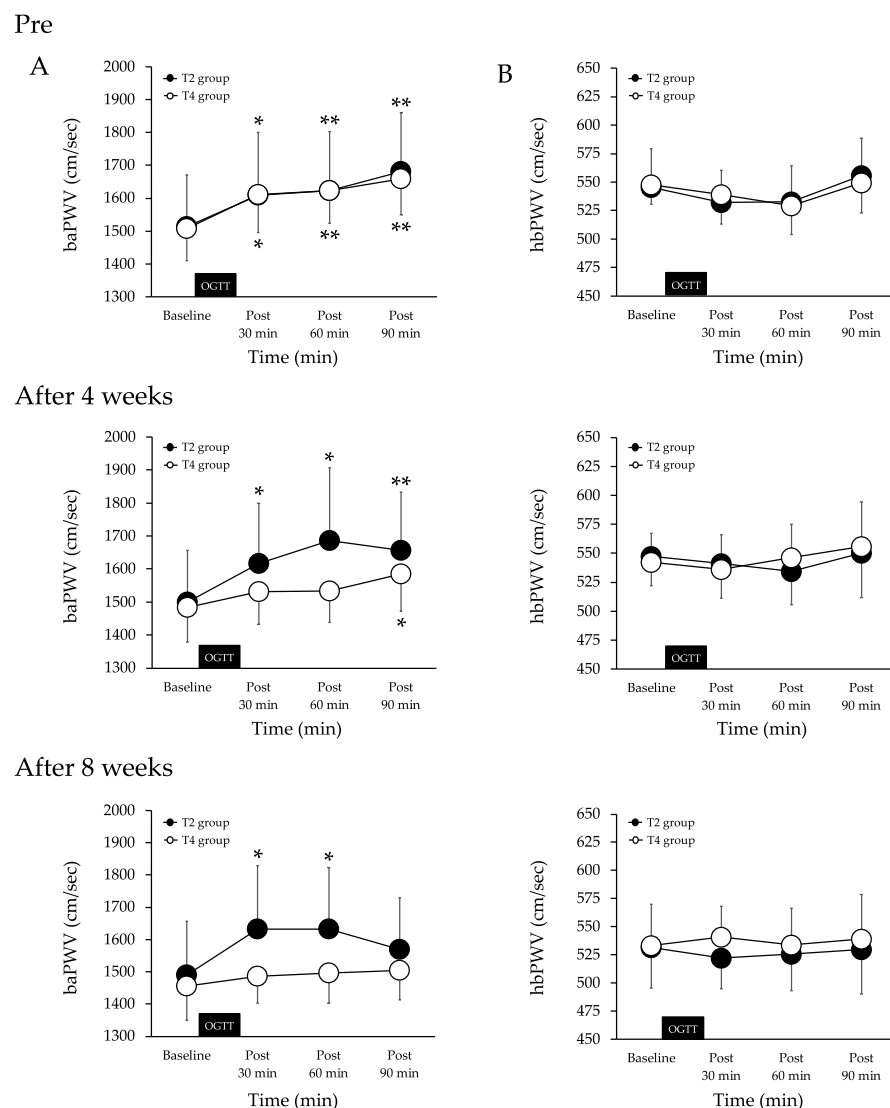 Pre
A
2000
1900
1800
1700
1600
1500
1400
1300
baPWV (cm/sec)
T2 group
T4 group
*
**
**
*
**
**
OGTT
Baseline
Post
30 min
Post
60 min
Post
90 min
Time (min)
B
650
625
600
575
550
525
500
475
450
hbPWV (cm/sec)
T2 group
T4 group
OGTT
Baseline
Post
30 min
Post
60 min
Post
90 min
Time (min)
After 4 weeks
2000
1900
1800
1700
1600
1500
1400
1300
baPWV (cm/sec)
T2 group
T4 group
*
*
**
*
OGTT
Baseline
Post
30 min
Post
60 min
Post
90 min
Time (min)
650
625
600
575
550
525
500
475
450
hbPWV (cm/sec)
T2 group
T4 group
OGTT
Baseline
Post
30 min
Post
60 min
Post
90 min
Time (min)
After 8 weeks
2000
1900
1800
1700
1600
1500
1400
1300
baPWV (cm/sec)
T2 group
T4 group
*
*
OGTT
Baseline
Post
30 min
Post
60 min
Post
90 min
Time (min)
650
625
600
575
550
525
500
475
450
hbPWV (cm/sec)
T2 group
T4 group
OGTT
Baseline
Post
30 min
Post
60 min
Post
90 min
Time (min)